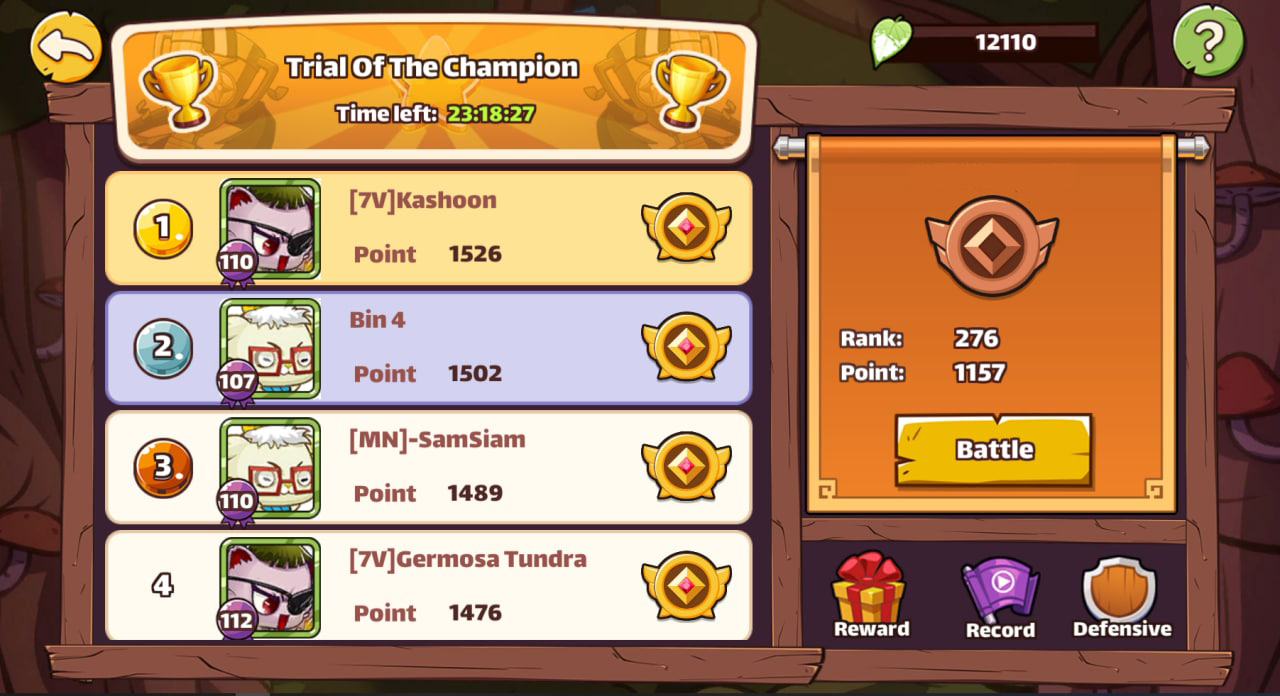 Trial Of The Champion
Time left: 23:18:27
12110
?
1
110
[7V]Kashoon
Point 1526
2
107
Bin 4
Point 1502
3
110
[MN]-SamSiam
Point 1489
4
112
[7V]Germosa Tundra
Point 1476
Rank: 276
Point: 1157
Battle
Reward
Record
Defensive